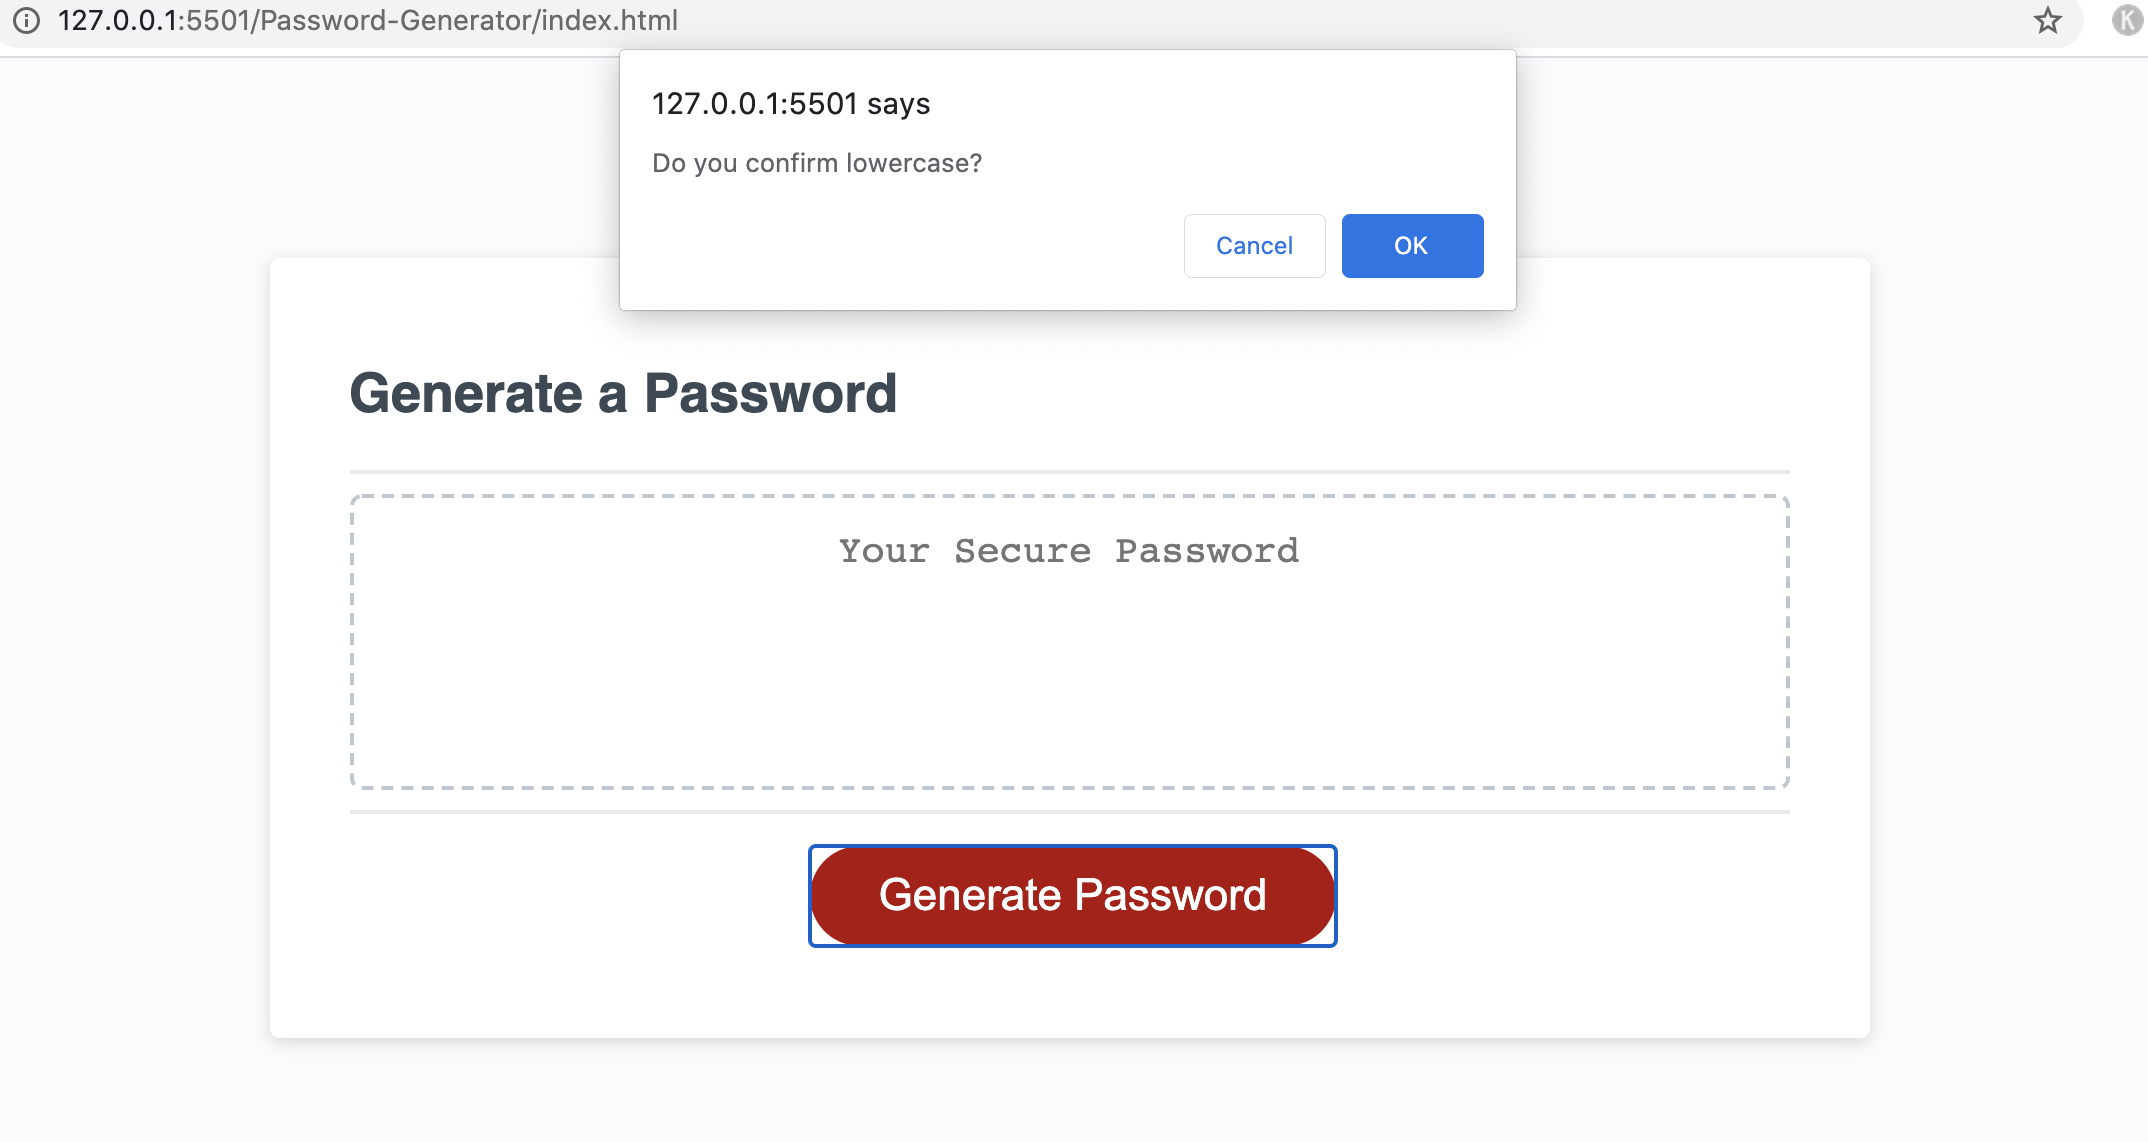 127.0.0.1:5501/Password-Generator/index.html
K
127.0.0.1:5501 says
Do you confirm lowercase?
Cancel OK
Generate a Password
Your Secure Password
Generate Password